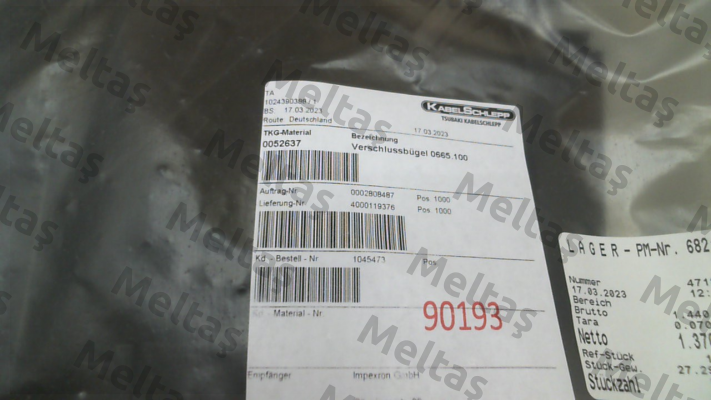 TA
BS: 17.03.2023
Route: Deutschland
KABELSCHLEPP
TSUBAKI KABELSCHLEPP
17.03.2023
TKG-Material Bezeichnung
0052637 Verschlussbügel 0665.100
Auftrag-Nr. 0002808487 Pos. 1000
Lieferung-Nr. 4000119376 Pos. 1000
Kd - Bestell - Nr 1045473 Pos
Kd - Material - Nr.
90193
Empfänger Impexron GmbH
LAGER - PM-Nr. 682
Nummer 471
17.03.2023 12:
Bereich
Brutto 1.440
Tara 0.070
Netto 1.370
Ref-Stück 1
Stück-Gew. 27.29
Stückzahl
Meltaş